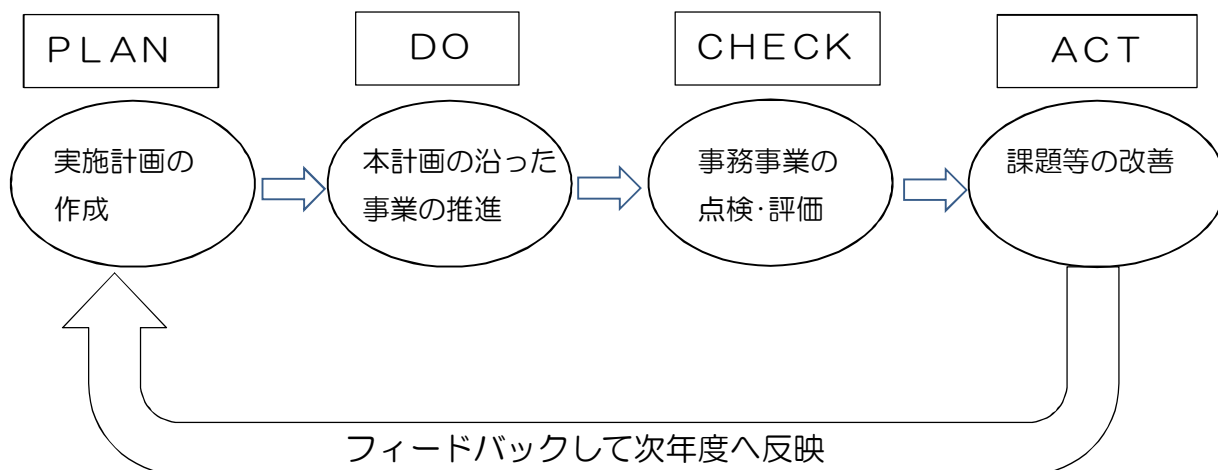 ＰＬＡＮ
ＤＯ
ＣＨＥＣＫ
ＡＣＴ
実施計画の
作成
本計画の沿った
事業の推進
事務事業の
点検・評価
課題等の改善
フィードバックして次年度へ反映